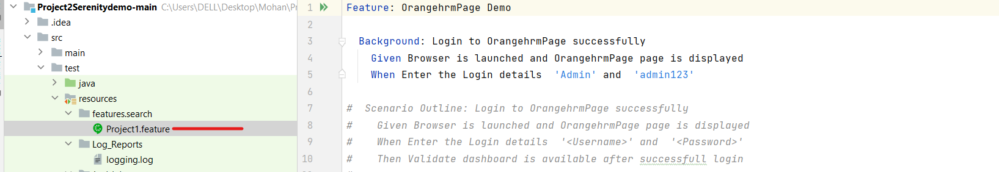 Project2Serenitydemo-main C:\Users\DELL\Desktop\Mohan\Pr
.idea
src
main
test
java
resources
features.search
Project1.feature
Log_Reports
logging.log
1 Feature: OrangehrmPage Demo
2
3 Background: Login to OrangehrmPage successfully
4 Given Browser is launched and OrangehrmPage page is displayed
5 When Enter the Login details  'Admin' and  'admin123'
6
7 #  Scenario Outline: Login to OrangehrmPage successfully
8 #    Given Browser is launched and OrangehrmPage page is displayed
9 #    When Enter the Login details  '<Username>' and  '<Password>'
10 #    Then Validate dashboard is available after successfull login